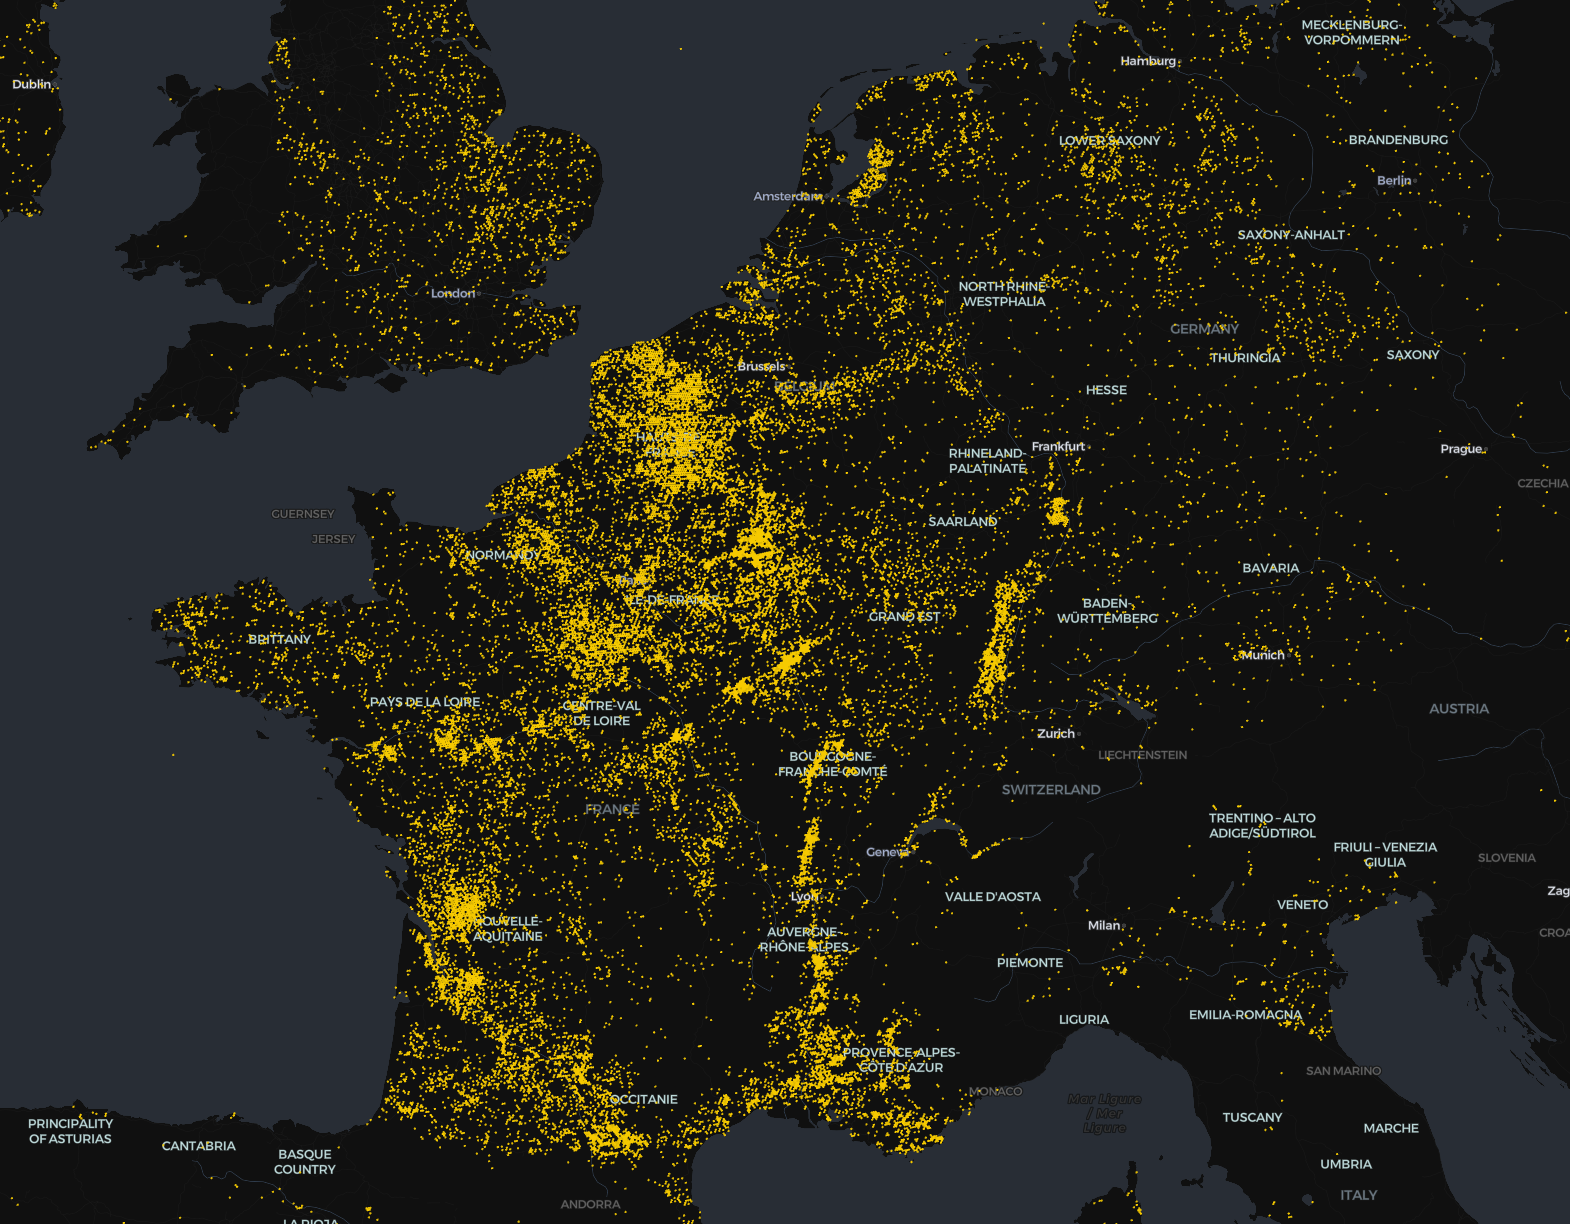 MECKLENBURG-
VORPOMMERN
Hamburg
Dublin
LOWER SAXONY
BRANDENBURG
Berlin
Amsterdam
SAXONY-ANHALT
NORTH RHINE-
WESTPHALIA
London
GERMANY
THURINGIA
SAXONY
Brussels
BELGIUM
HESSE
Frankfurt
RHINELAND-
PALATINATE
Prague
CZECHIA
GUERNSEY
SAARLAND
JERSEY
NORMANDY
BAVARIA
ÎLE-DE-FRANCE
GRAND EST
BADEN-
WÜRTTEMBERG
BRITTANY
Munich
PAYS DE LA LOIRE
CENTRE-VAL
DE LOIRE
AUSTRIA
Zurich
LIECHTENSTEIN
BOURGOGNE-
FRANCHE-COMTÉ
SWITZERLAND
FRANCE
TRENTINO – ALTO
ADIGE/SÜDTIROL
FRIULI – VENEZIA
GIULIA
Geneva
SLOVENIA
Zag
VALLE D'AOSTA
Lyon
VENETO
NOUVELLE-
AQUITAINE
Milan
AUVERGNE-
RHÔNE-ALPES
CROA
PIEMONTE
LIGURIA
EMILIA-ROMAGNA
PROVENCE-ALPES-
CÔTE D'AZUR
SAN MARINO
MONACO
OCCITANIE
Mar Ligure
/ Mer
Ligure
PRINCIPALITY
OF ASTURIAS
CANTABRIA
BASQUE
COUNTRY
TUSCANY
MARCHE
UMBRIA
ITALY
ANDORRA
LA RIOJA